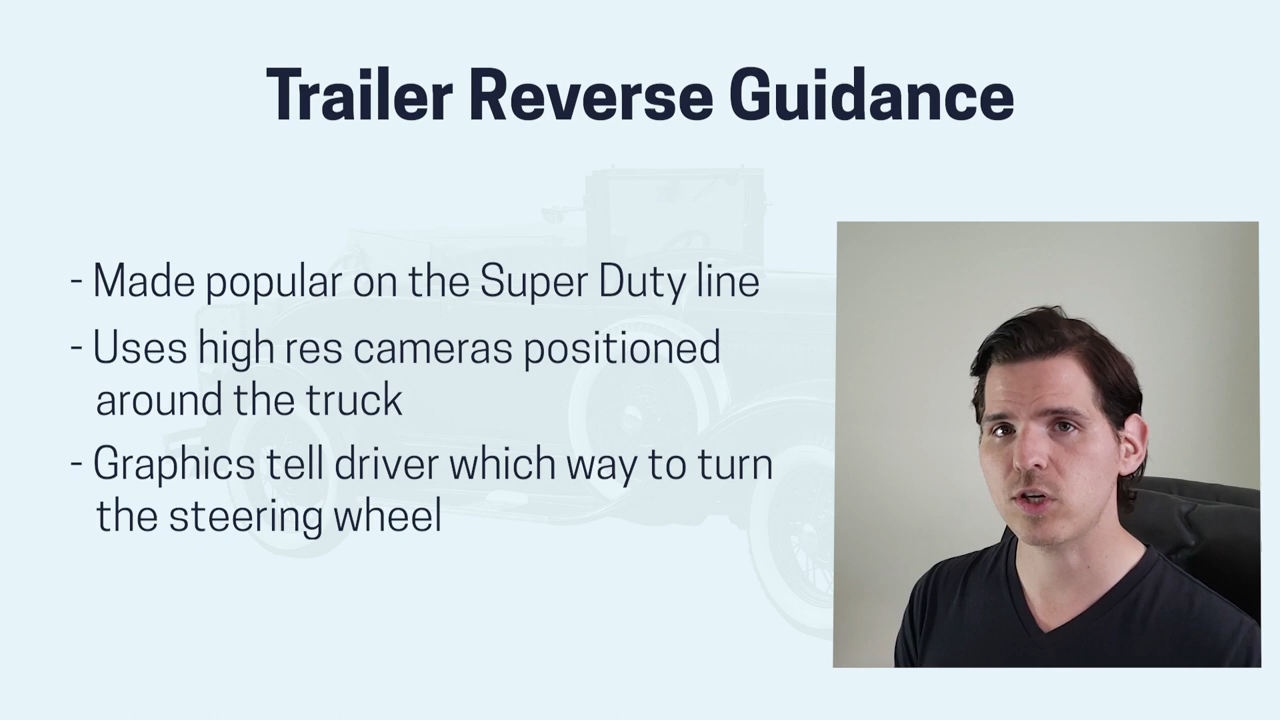 Trailer Reverse Guidance
- Made popular on the Super Duty line
- Uses high res cameras positioned
around the truck
- Graphics tell driver which way to turn
the steering wheel